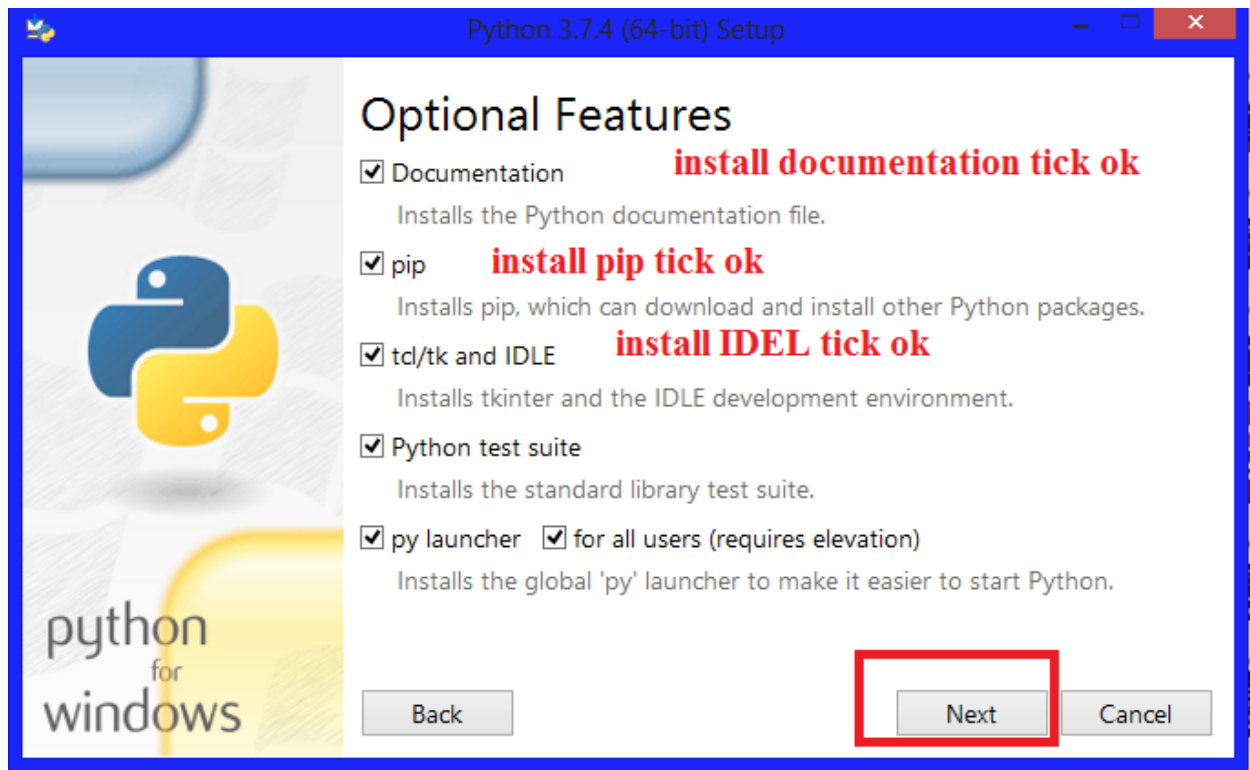 Python 3.7.4 (64-bit) Setup
Optional Features
Documentation
install documentation tick ok
Installs the Python documentation file.
pip
install pip tick ok
Installs pip, which can download and install other Python packages.
install IDEL tick ok
tcl/tk and IDLE
Installs tkinter and the IDLE development environment.
Python test suite
Installs the standard library test suite.
py launcher for all users (requires elevation)
Installs the global 'py' launcher to make it easier to start Python.
python
for
windows
Back Next Cancel